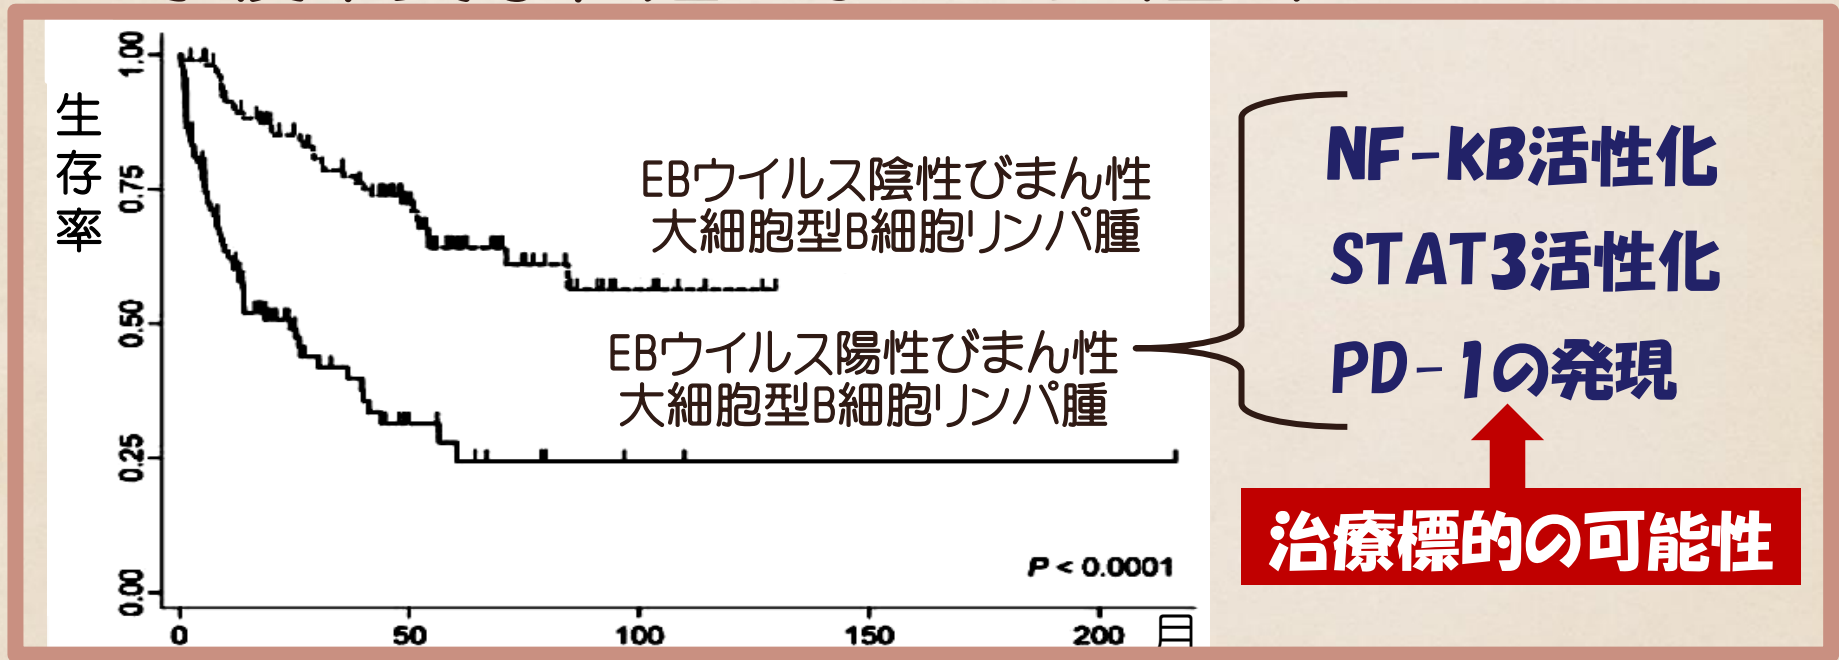 生存率
1.00
0.75
0.50
0.25
0.00
0
50
100
150
200
EBウイルス陰性びまん性
大細胞型B細胞リンパ腫
EBウイルス陽性びまん性
大細胞型B細胞リンパ腫
P < 0.0001
NF-κB活性化
STAT3活性化
PD-1の発現
治療標的の可能性